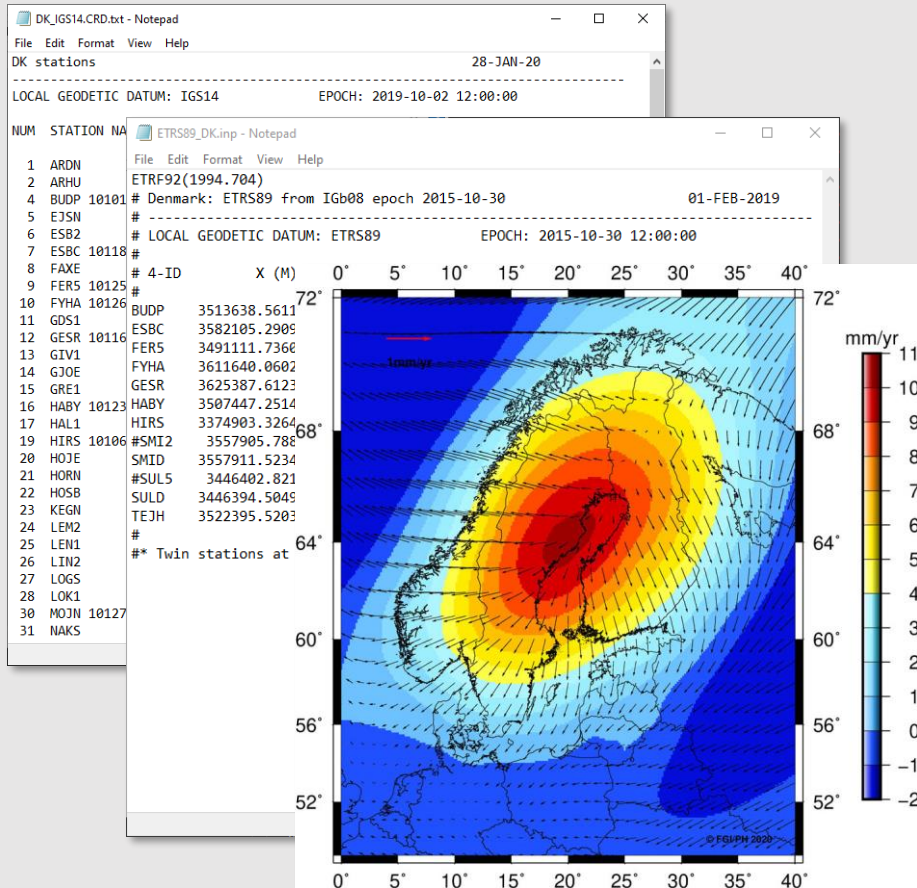 DK_IGS14.CRD.txt - Notepad
File Edit Format View Help
DK stations 28-JAN-20
--------------------------------------------------------------------------------
LOCAL GEODETIC DATUM: IGS14 EPOCH: 2019-10-02 12:00:00
NUM STATION NA
1 ARDN
2 ARHU
4 BUDP 10101
5 EJSN
6 ESB2
7 ESBC 10118
8 FAXE
9 FER5 10125
10 FYHA 10126
11 GDS1
12 GESR 10116
13 GIV1
14 GJOE
15 GRE1
16 HABY 10123
17 HAL1
19 HIRS 10106
20 HOJE
21 HORN
22 HOSB
23 KEGN
24 LEM2
25 LEN1
26 LIN2
27 LOGS
28 LOK1
30 MOJN 10127
31 NAKS
ETRS89_DK.inp - Notepad
File Edit Format View Help
ETRF92(1994.704)
# Denmark: ETRS89 from IGb08 epoch 2015-10-30 01-FEB-2019
# --------------------------------------------------------------------------------
# LOCAL GEODETIC DATUM: ETRS89 EPOCH: 2015-10-30 12:00:00
#
# 4-ID X (M)
#
BUDP 3513638.5611
ESBC 3582105.2909
FER5 3491111.7360
FYHA 3611640.0602
GESR 3625387.6123
HABY 3507447.2514
HIRS 3374903.3264
#SMI2 3557905.788
SMID 3557911.5234
#SUL5 3446402.821
SULD 3446394.5049
TEJH 3522395.5203
#
#* Twin stations at
0° 5° 10° 15° 20° 25° 30° 35° 40°
72° 72°
68° 68°
64° 64°
60° 60°
56° 56°
52° 52°
0° 5° 10° 15° 20° 25° 30° 35° 40°
1mm/yr
© FGI PH 2020
mm/yr
11
10
9
8
7
6
5
4
3
2
1
0
-1
-2